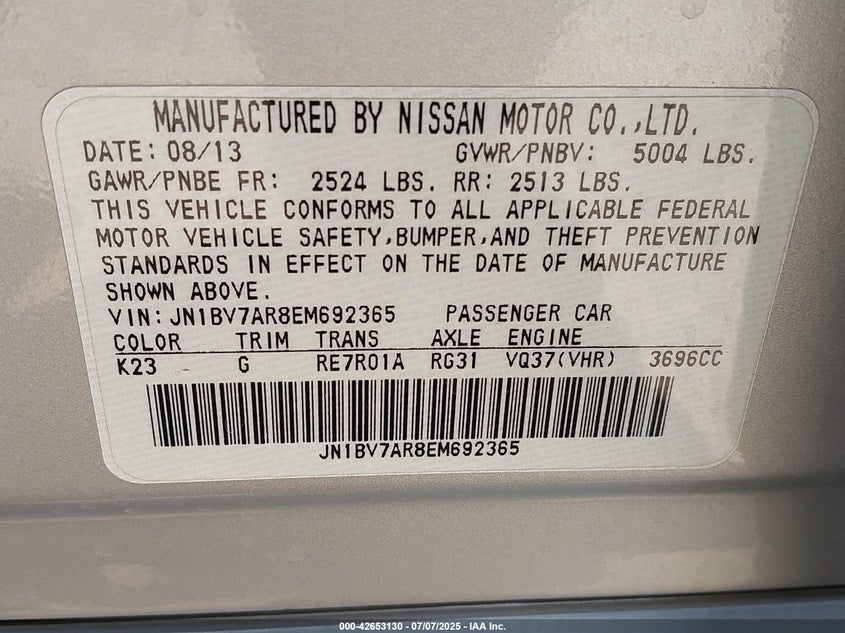 MANUFACTURED BY NISSAN MOTOR CO.,LTD.
DATE: 08/13 GVWR/PNBV: 5004 LBS.
GAWR/PNBE FR: 2524 LBS. RR: 2513 LBS.
THIS VEHICLE CONFORMS TO ALL APPLICABLE FEDERAL
MOTOR VEHICLE SAFETY,BUMPER,AND THEFT PREVENTION
STANDARDS IN EFFECT ON THE DATE OF MANUFACTURE
SHOWN ABOVE.
VIN:JN1BV7AR8EM692365 PASSENGER CAR
COLOR TRIM TRANS AXLE ENGINE
K23 G RE7R01A RG31 VQ37(VHR) 3696CC
JN1BV7AR8EM692365
000-42653130 - 07/07/2025 - IAA Inc.